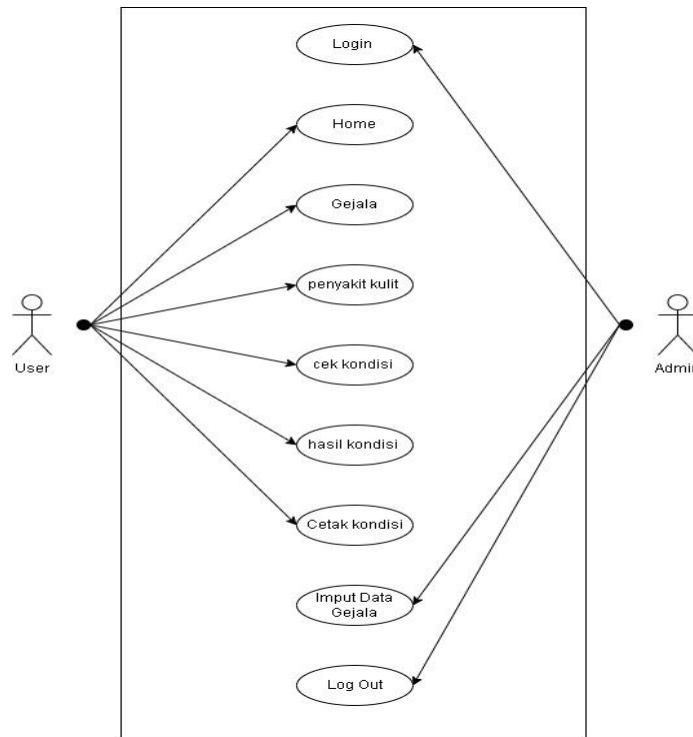 Login
Home
Gejala
penyakit kulit
User
Admin
cek kondisi
hasil kondisi
Cetak kondisi
Imput Data
Gejala
Log Out